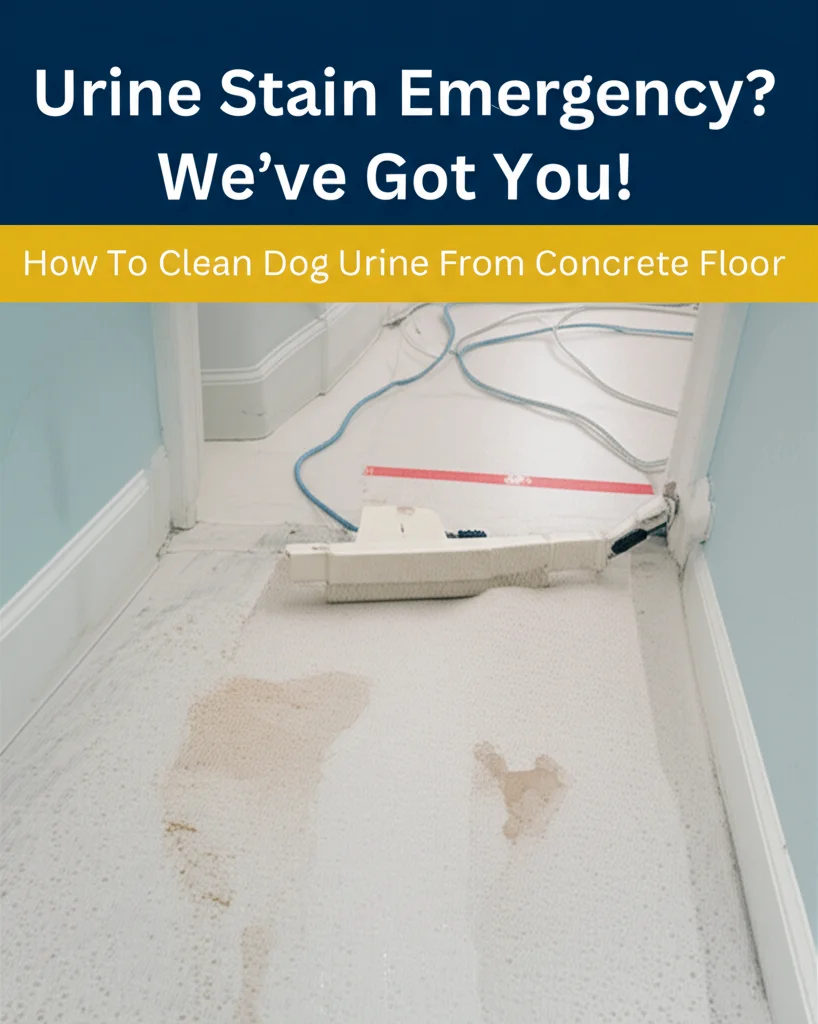 Urine Stain Emergency?
We’ve Got You!
How To Clean Dog Urine From Concrete Floor